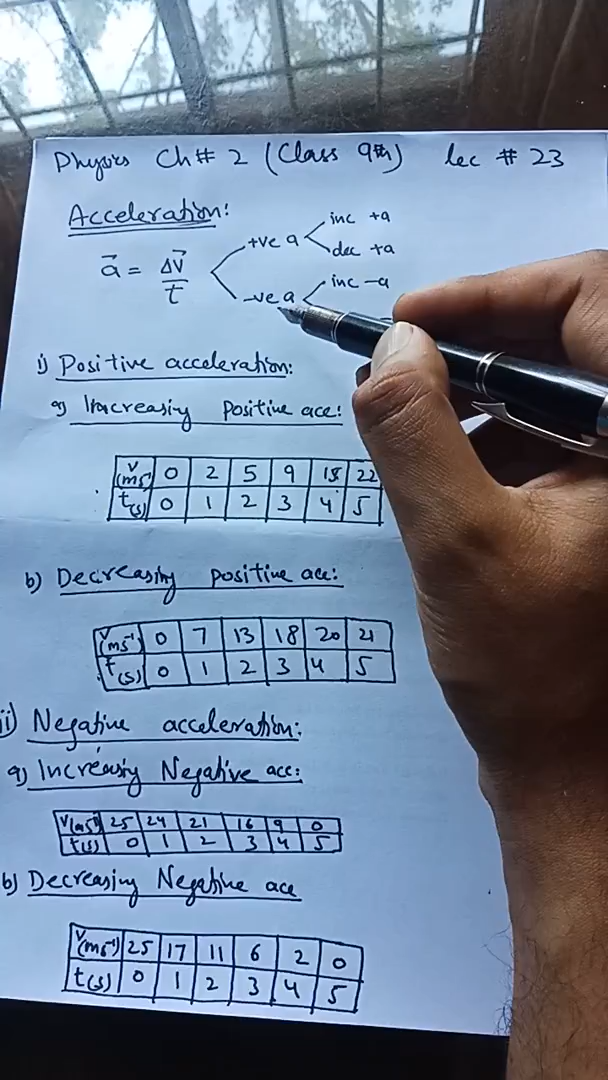 Physics Ch # 2 (Class 9th) lec # 23
Acceleration:
a = Δv/t
+ve a
inc +a
dec +a
-ve a
inc -a
i) Positive acceleration:
a) Increasing positive acc:
v (ms⁻¹) 0 2 5 9 15 22
t(s) 0 1 2 3 4 5
b) Decreasing positive acc:
v (ms⁻¹) 0 7 13 18 20 21
t(s) 0 1 2 3 4 5
ii) Negative acceleration:
a) Increasing Negative acc:
v(ms⁻¹) 25 24 21 16 9 0
t(s) 0 1 2 3 4 5
b) Decreasing Negative acc
v (ms⁻¹) 25 17 11 6 2 0
t(s) 0 1 2 3 4 5